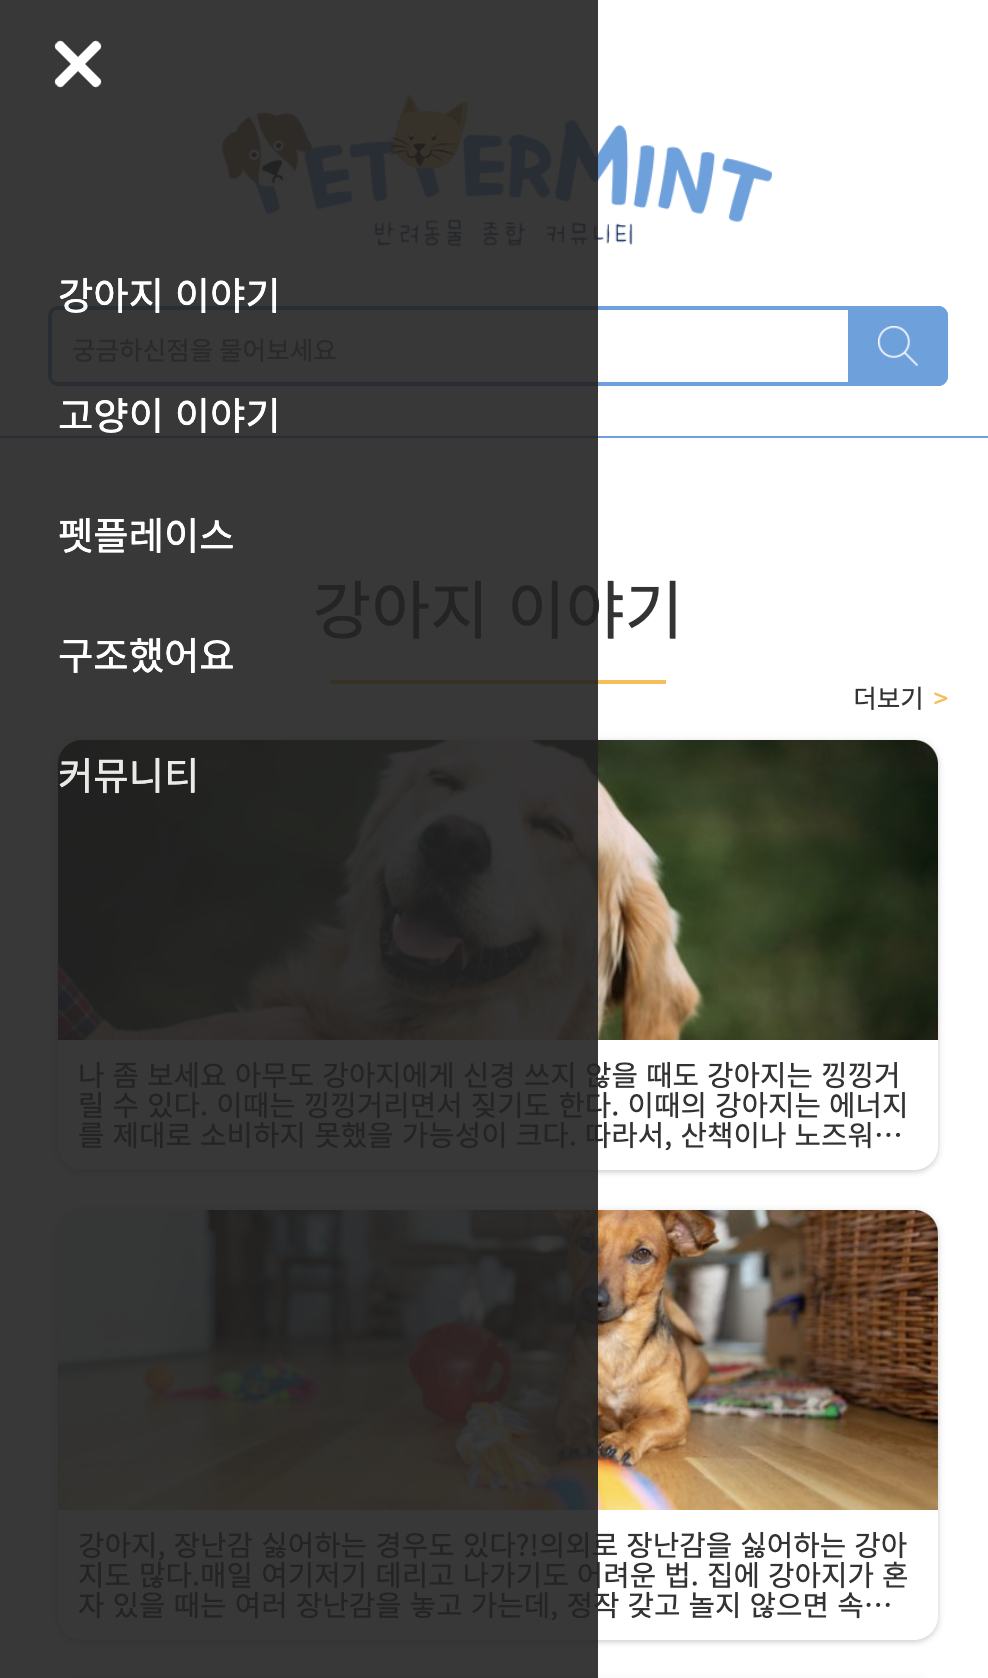 PETTERMINT
반려동물 종합 커뮤니티
강아지 이야기
궁금하신점을 물어보세요
고양이 이야기
펫플레이스
강아지 이야기
구조했어요
더보기 >
커뮤니티
나 좀 보세요 아무도 강아지에게 신경 쓰지 않을 때도 강아지는 낑낑거
릴 수 있다. 이때는 낑낑거리면서 짖기도 한다. 이때의 강아지는 에너지
를 제대로 소비하지 못했을 가능성이 크다. 따라서, 산책이나 노즈워…
강아지, 장난감 싫어하는 경우도 있다?!의외로 장난감을 싫어하는 강아
지도 많다.매일 여기저기 데리고 나가기도 어려운 법. 집에 강아지가 혼
자 있을 때는 여러 장난감을 놓고 가는데, 정작 갖고 놀지 않으면 속…